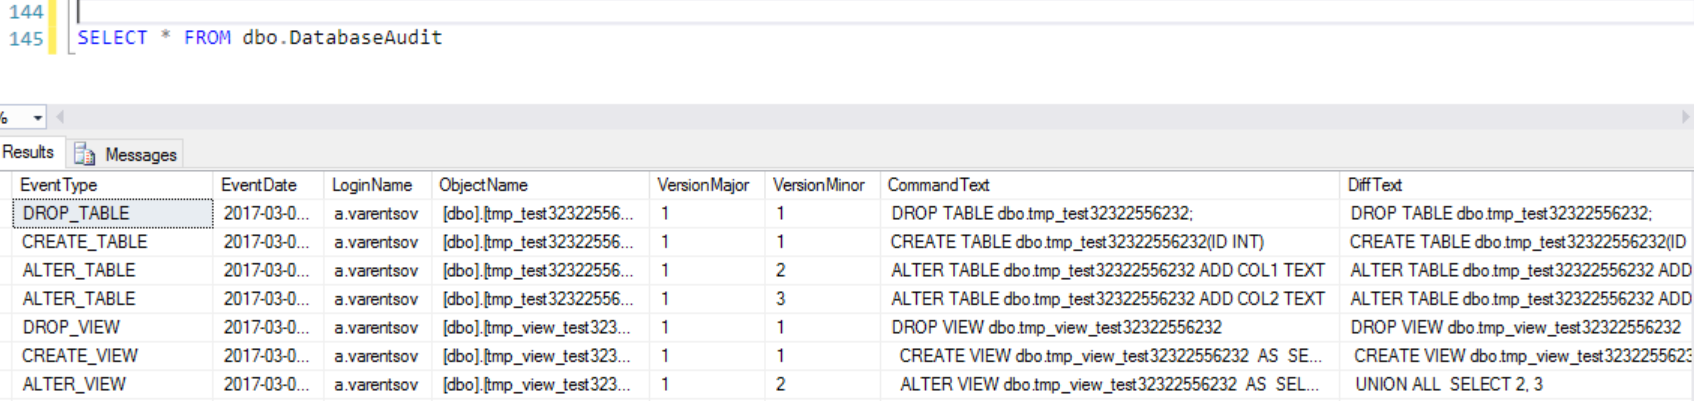 144
145 SELECT * FROM dbo.DatabaseAudit
%
Results Messages
EventType EventDate LoginName ObjectName VersionMajor VersionMinor CommandText DiffText
DROP_TABLE 2017-03-0... a.varentsov [dbo].[tmp_test32322556... 1 1 DROP TABLE dbo.tmp_test32322556232; DROP TABLE dbo.tmp_test32322556232;
CREATE_TABLE 2017-03-0... a.varentsov [dbo].[tmp_test32322556... 1 1 CREATE TABLE dbo.tmp_test32322556232(ID INT) CREATE TABLE dbo.tmp_test32322556232(ID
ALTER_TABLE 2017-03-0... a.varentsov [dbo].[tmp_test32322556... 1 2 ALTER TABLE dbo.tmp_test32322556232 ADD COL1 TEXT ALTER TABLE dbo.tmp_test32322556232 ADD
ALTER_TABLE 2017-03-0... a.varentsov [dbo].[tmp_test32322556... 1 3 ALTER TABLE dbo.tmp_test32322556232 ADD COL2 TEXT ALTER TABLE dbo.tmp_test32322556232 ADD
DROP_VIEW 2017-03-0... a.varentsov [dbo].[tmp_view_test323... 1 1 DROP VIEW dbo.tmp_view_test32322556232 DROP VIEW dbo.tmp_view_test32322556232
CREATE_VIEW 2017-03-0... a.varentsov [dbo].[tmp_view_test323... 1 1 CREATE VIEW dbo.tmp_view_test32322556232 AS SE... CREATE VIEW dbo.tmp_view_test3232255623
ALTER_VIEW 2017-03-0... a.varentsov [dbo].[tmp_view_test323... 1 2 ALTER VIEW dbo.tmp_view_test32322556232 AS SEL... UNION ALL SELECT 2, 3